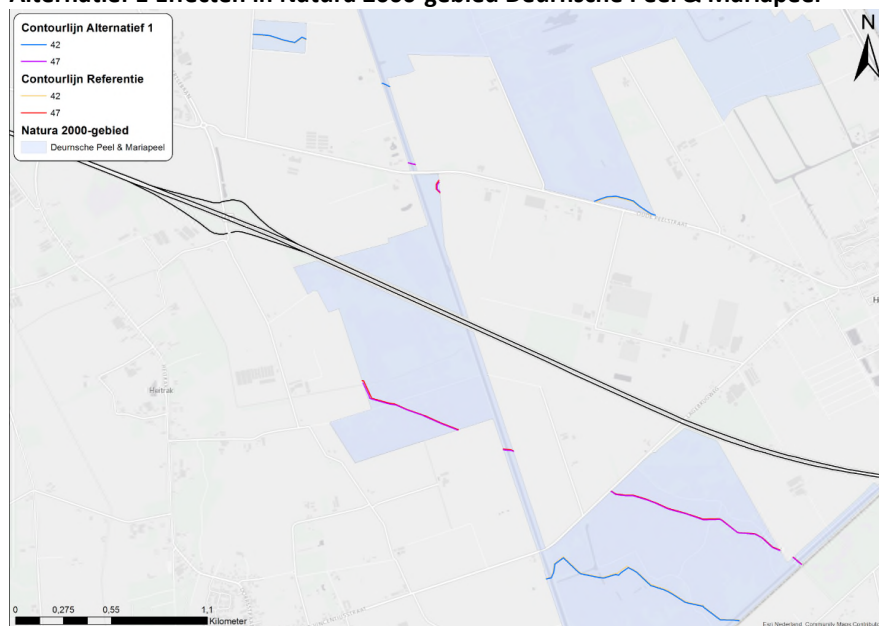 Alternatief 1 Effecten in Natura 2000-gebied Deurnsche Peel & Mariapeel
Contourlijn Alternatief 1
42
47
Contourlijn Referentie
42
47
Natura 2000-gebied
Deurnsche Peel & Mariapeel
N
Heitrak
H
0 0,275 0,55 1,1
Kilometer
Esri Nederland, Community Maps Contributors